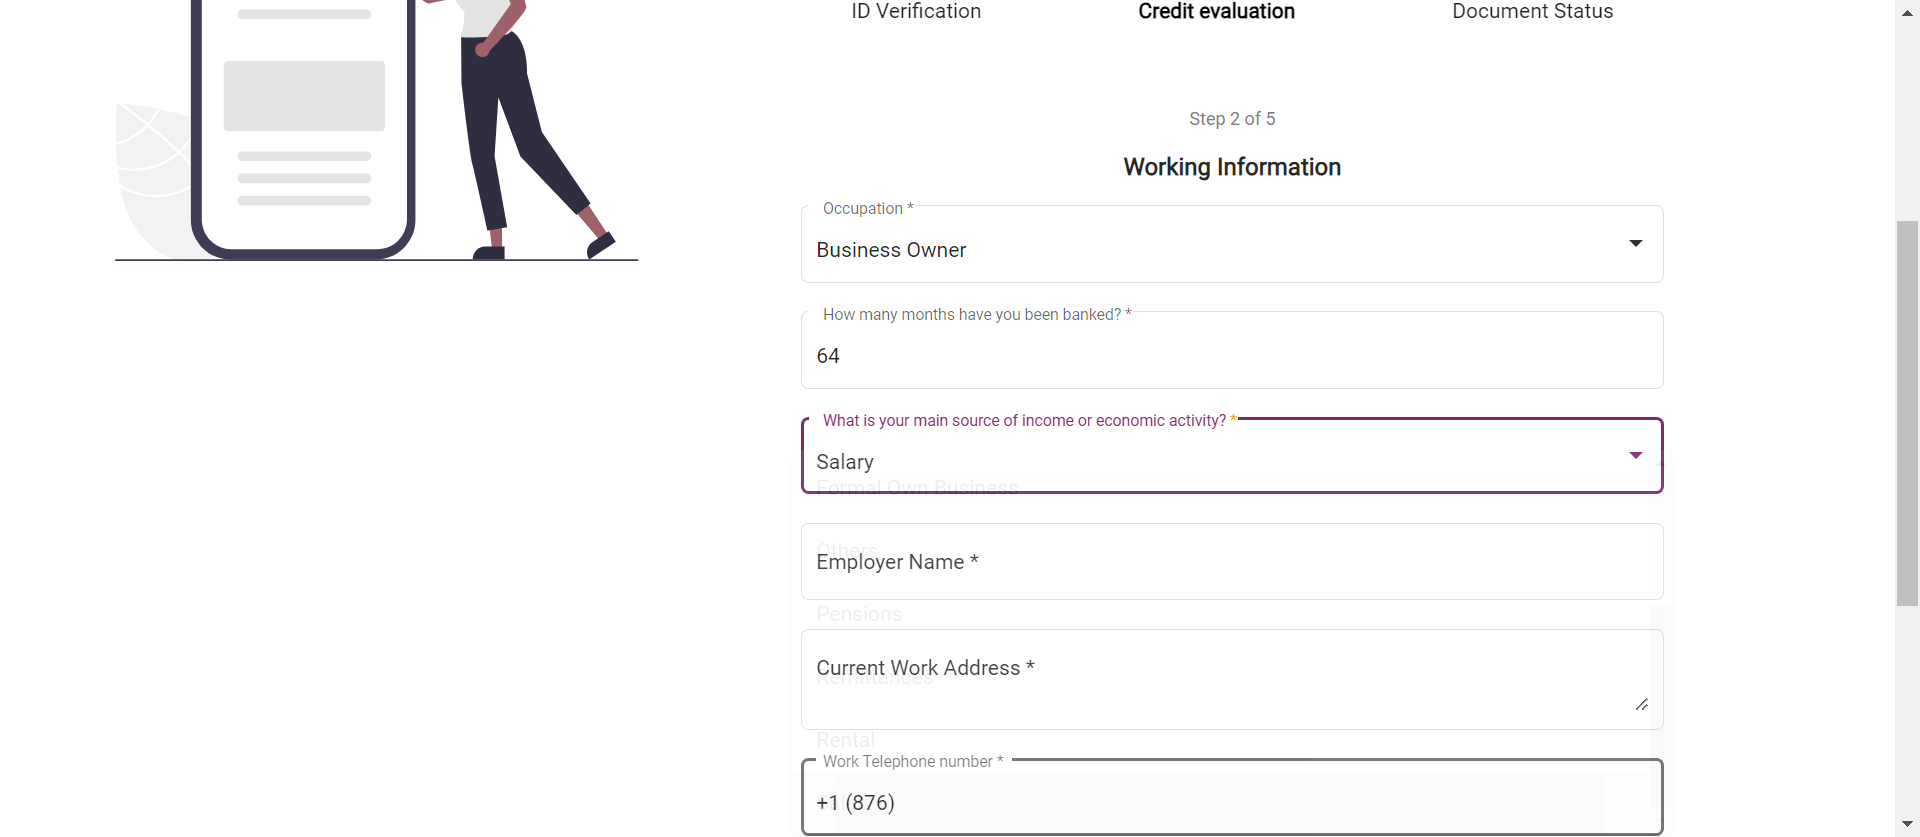 ID Verification
Credit evaluation
Document Status
Step 2 of 5
Working Information
Occupation *
Business Owner
How many months have you been banked? *
64
What is your main source of income or economic activity? *
Salary
Formal Own Business
Others
Employer Name *
Pensions
Current Work Address *
Remittances
Rental
Work Telephone number *
+1 (876)